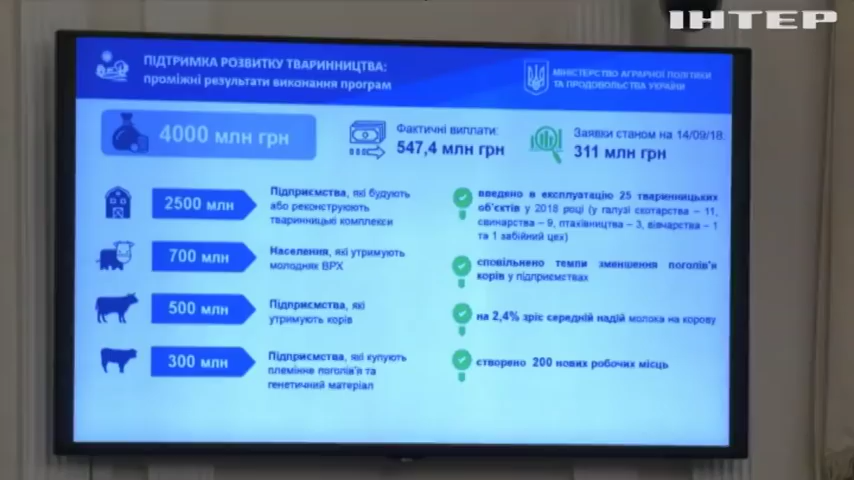 ІНТЕР
ПІДТРИМКА РОЗВИТКУ ТВАРИННИЦТВА:
проміжні результати виконання програм
МІНІСТЕРСТВО АГРАРНОЇ ПОЛІТИКИ
ТА ПРОДОВОЛЬСТВА УКРАЇНИ
4000 млн грн
Фактичні виплати:
547,4 млн грн
Заявки станом на 14/09/18:
311 млн грн
2500 млн
Підприємства, які будують
або реконструюють
тваринницькі комплекси
700 млн
Населення, які утримують
молодняк ВРХ
500 млн
Підприємства, які
утримують корів
300 млн
Підприємства, які купують
племінне поголів'я та
генетичний матеріал
введено в експлуатацію 25 тваринницьких
об'єктів у 2018 році (у галузі скотарства – 11,
свинарства – 9, птахівництва – 3, вівчарства – 1
та 1 забійний цех)
сповільнено темпи зменшення поголів'я
корів у підприємствах
на 2,4% зріс середній надій молока на корову
створено 200 нових робочих місць